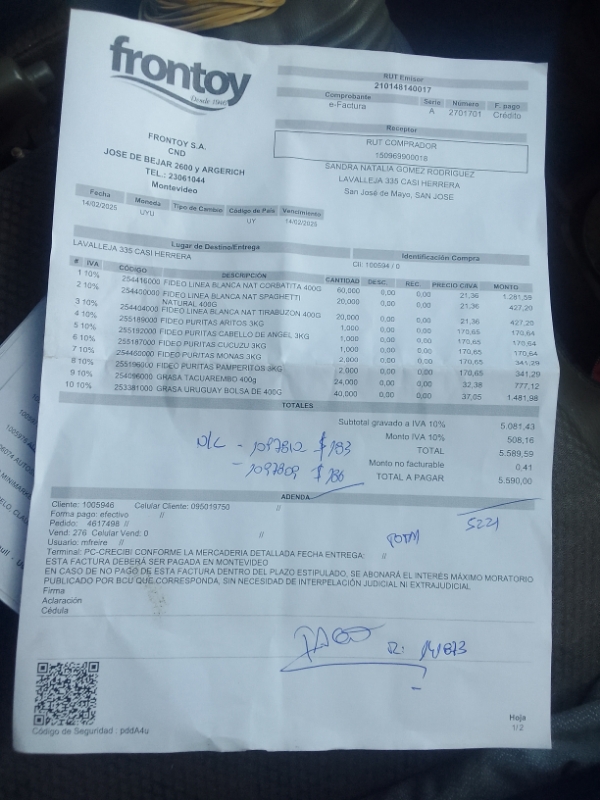 frontoy
Desde 1906
RUT Emisor
210148140017
Comprobante Serie Número F. pago
e-Factura A 2701701 Crédito
Receptor
RUT COMPRADOR
150969900018
SANDRA NATALIA GOMEZ RODRIGUEZ
LAVALLEJA 335 CASI HERRERA
San José de Mayo, SAN JOSE
FRONTOY S.A.
CND
JOSE DE BEJAR 2600 y ARGERICH
TEL.: 23061044
Montevideo
Fecha Moneda Tipo de Cambio Código de País Vencimiento
14/02/2025 UYU UY 14/02/2025
Lugar de Destino/Entrega Identificación Compra
LAVALLEJA 335 CASI HERRERA Cli: 100594 / 0
# IVA CÓDIGO DESCRIPCIÓN CANTIDAD DESC. REC. PRECIO C/IVA MONTO
1 10% 254416000 FIDEO LINEA BLANCA NAT CORBATITA 400G 60,000 0,00 0,00 21,36 1.281,59
2 10% 254400000 FIDEO LINEA BLANCA NAT SPAGHETTI NATURAL 400G 20,000 0,00 0,00 21,36 427,20
3 10% 254404000 FIDEO LINEA BLANCA NAT TIRABUZON 400G 20,000 0,00 0,00 21,36 427,20
4 10% 255189000 FIDEO PURITAS ARITOS 3KG 1,000 0,00 0,00 170,65 170,64
5 10% 255192000 FIDEO PURITAS CABELLO DE ANGEL 3KG 1,000 0,00 0,00 170,65 170,64
6 10% 255187000 FIDEO PURITAS CUCUZU 3KG 1,000 0,00 0,00 170,65 170,64
7 10% 254450000 FIDEO PURITAS MONAS 3KG 2,000 0,00 0,00 170,65 341,29
8 10% 255196000 FIDEO PURITAS PAMPERITOS 3KG 2,000 0,00 0,00 170,65 341,29
9 10% 254096000 GRASA TACUAREMBO 400g 24,000 0,00 0,00 32,38 777,12
10 10% 253381000 GRASA URUGUAY BOLSA DE 400G 40,000 0,00 0,00 37,05 1.481,98
TOTALES
Subtotal gravado a IVA 10% 5.081,43
Monto IVA 10% 508,16
TOTAL 5.589,59
Monto no facturable 0,41
TOTAL A PAGAR 5.590,00
N/C - 1097812 $ 183
- 1097809 $ 186
5221
ADENDA
Cliente: 1005946 Celular Cliente: 095019750 //
Forma pago: efectivo //
Pedido: 4617498 //
Vend: 276 Celular Vend: 0 //
Usuario: mfreire //
Terminal: PC-CRECIBI CONFORME LA MERCADERIA DETALLADA FECHA ENTREGA: //
ESTA FACTURA DEBERÁ SER PAGADA EN MONTEVIDEO
EN CASO DE NO PAGO DE ESTA FACTURA DENTRO DEL PLAZO ESTIPULADO, SE ABONARÁ EL INTERÉS MÁXIMO MORATORIO
PUBLICADO POR BCU QUE CORRESPONDA, SIN NECESIDAD DE INTERPELACIÓN JUDICIAL NI EXTRAJUDICIAL
Firma
Aclaración
Cédula
PAGO R: 141873
Código de Seguridad : pddA4u
Hoja
1/2